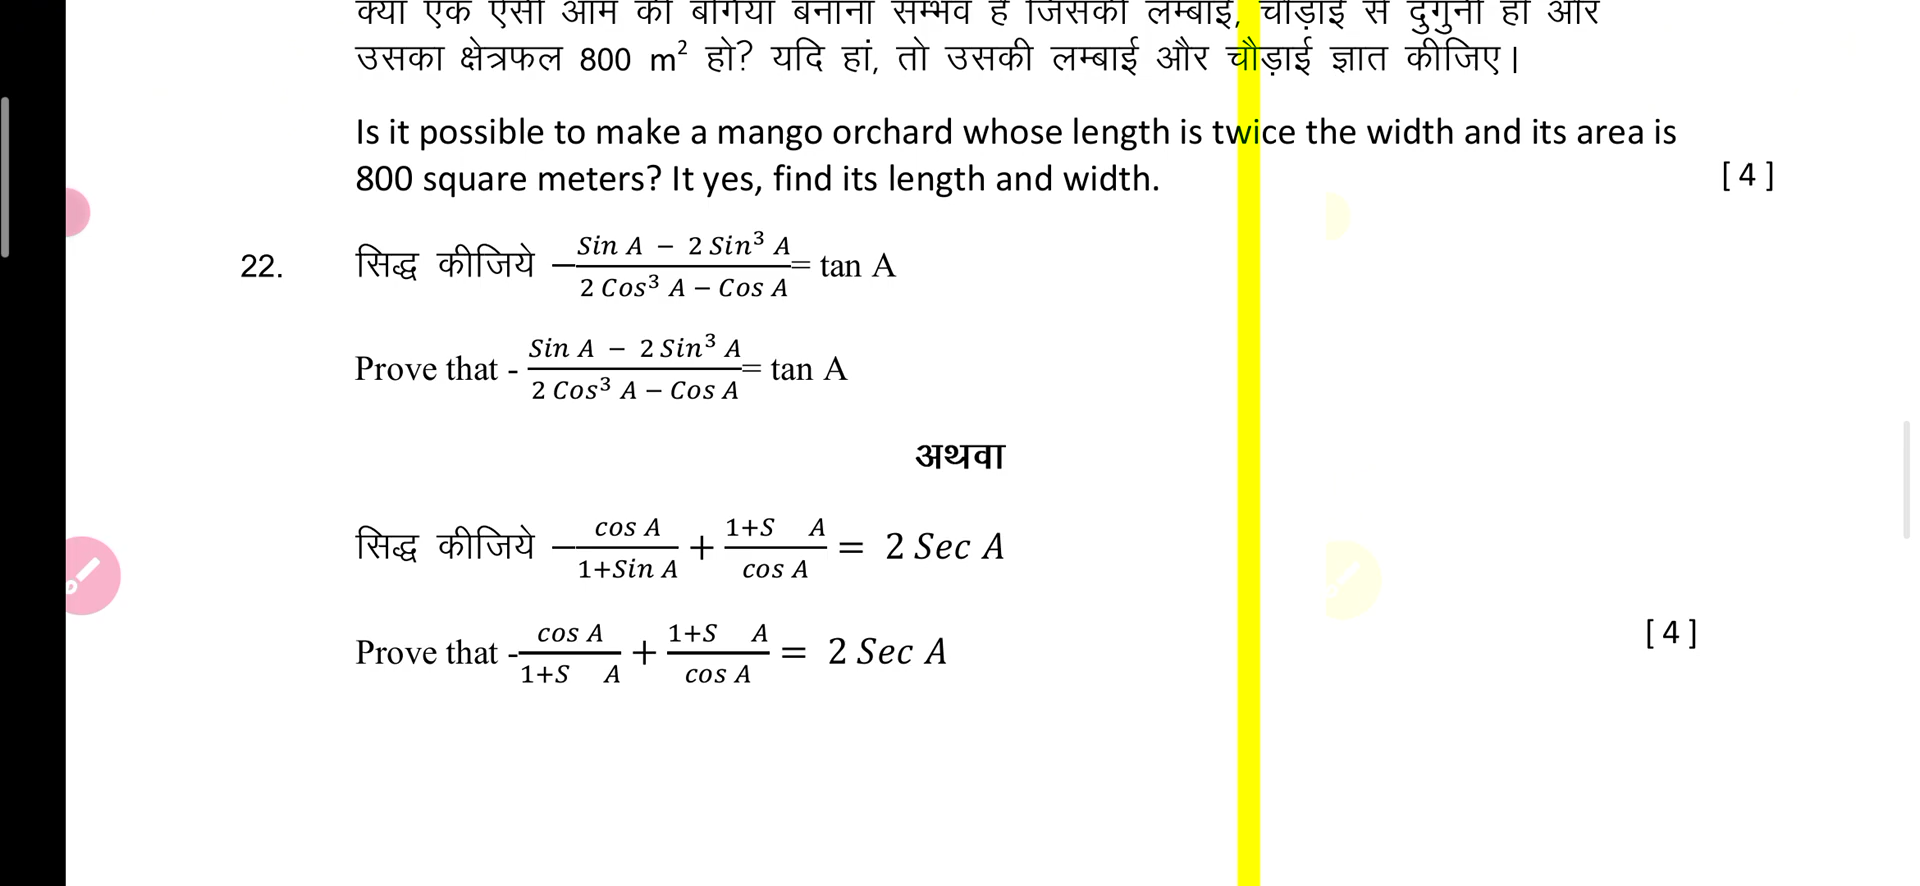 क्या एक ऐसी आम की बगिया बनाना सम्भव है जिसकी लम्बाई, चौड़ाई से दुगुनी हो और
उसका क्षेत्रफल 800 m² हो? यदि हां, तो उसकी लम्बाई और चौड़ाई ज्ञात कीजिए।
Is it possible to make a mango orchard whose length is twice the width and its area is
800 square meters? It yes, find its length and width. [ 4 ]
22. सिद्ध कीजिये – (Sin A − 2 Sin³ A)/(2 Cos³ A − Cos A) = tan A
Prove that - (Sin A − 2 Sin³ A)/(2 Cos³ A − Cos A) = tan A
अथवा
सिद्ध कीजिये – cos A/(1+Sin A) + (1+S A)/cos A = 2 Sec A
Prove that - cos A/(1+S A) + (1+S A)/cos A = 2 Sec A [ 4 ]